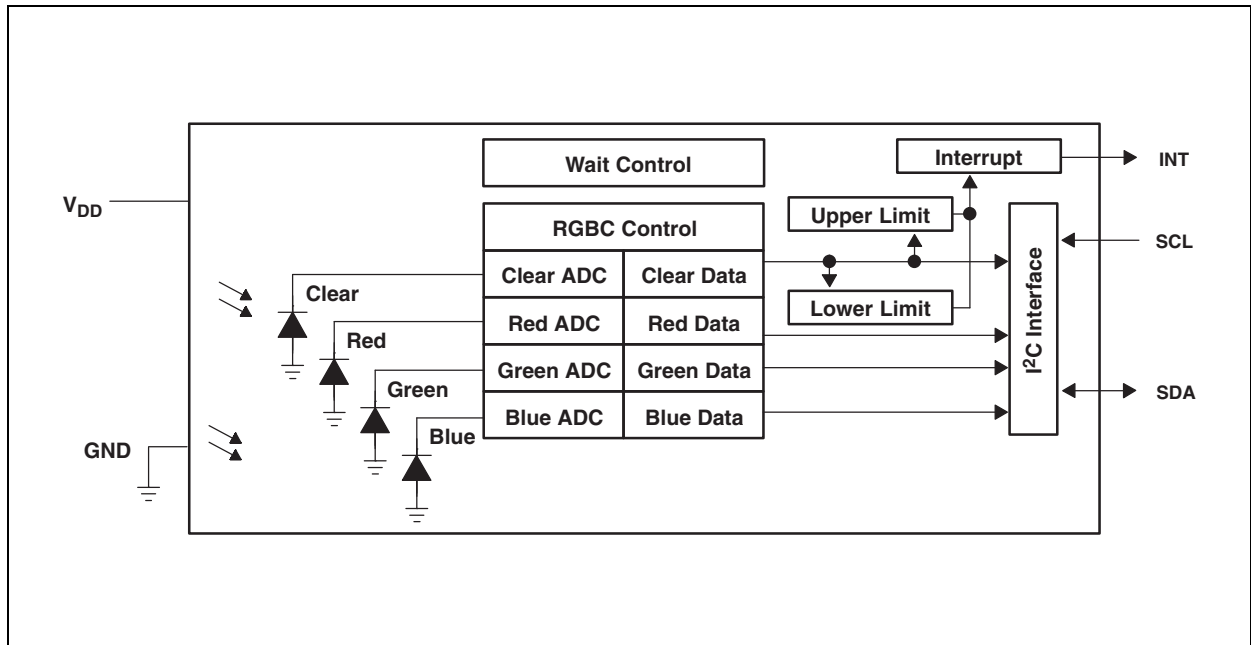 Wait Control
Interrupt
INT
V_DD
RGBC Control
Upper Limit
SCL
Clear ADC
Clear Data
Clear
Lower Limit
I²C Interface
Red ADC
Red Data
Red
Green ADC
Green Data
Green
SDA
Blue ADC
Blue Data
Blue
GND